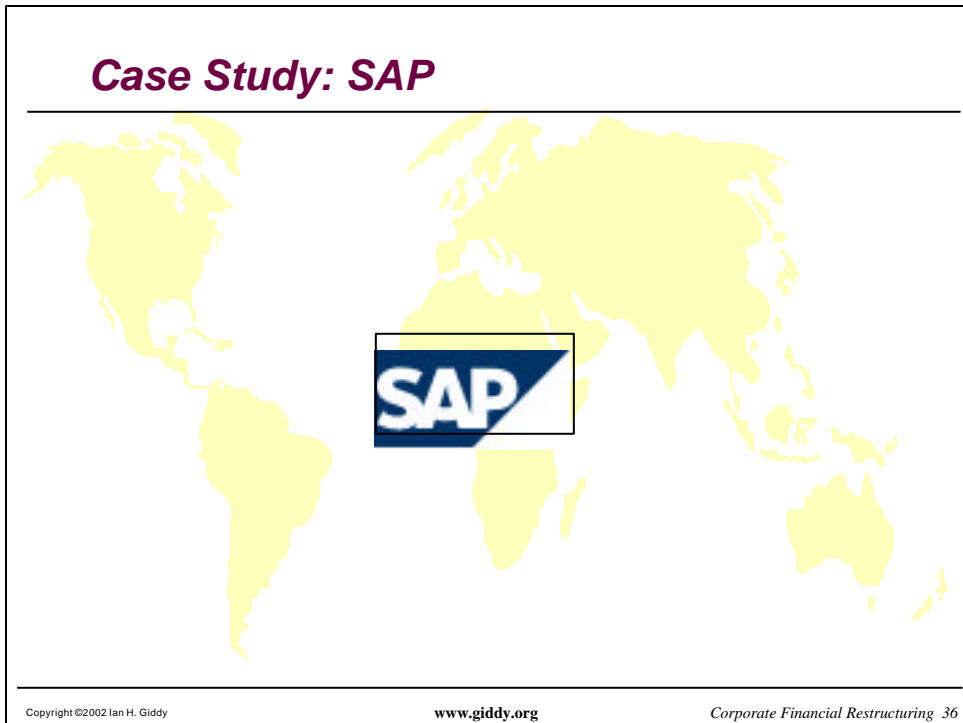 Case Study: SAP
SAP
Copyright ©2002 Ian H. Giddy www.giddy.org Corporate Financial Restructuring 36